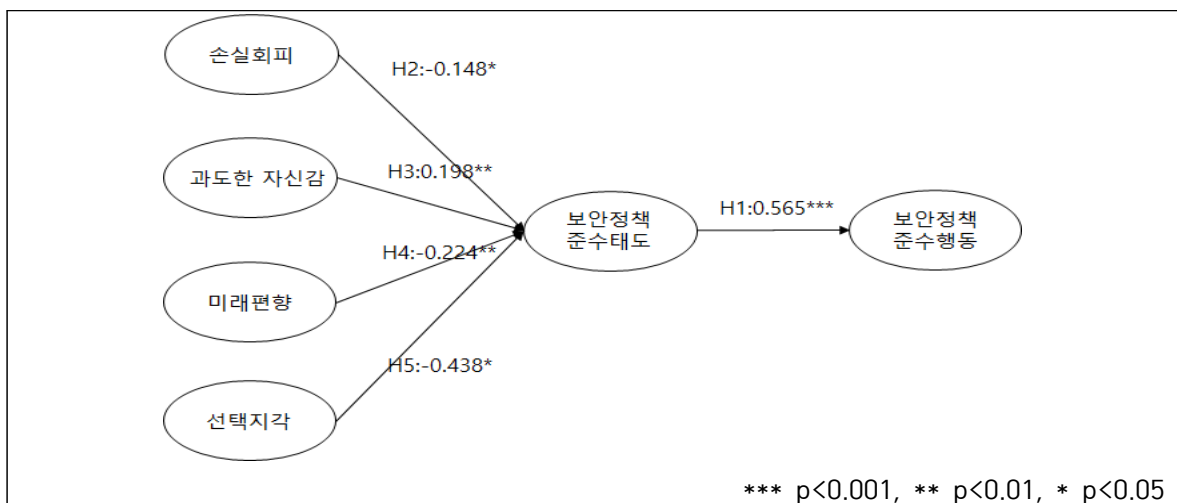 손실회피
H2:-0.148*
과도한 자신감
H3:0.198**
보안정책
준수태도
H1:0.565***
보안정책
준수행동
H4:-0.224**
미래편향
H5:-0.438*
선택지각
*** p<0.001, ** p<0.01, * p<0.05